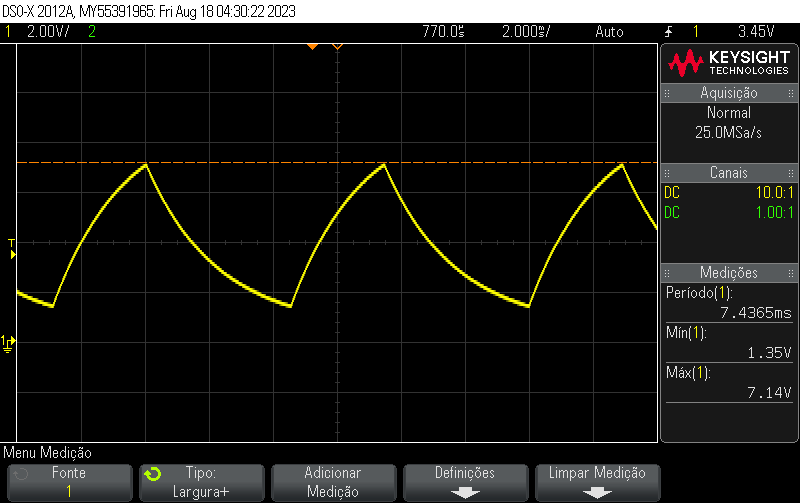 DSO-X 2012A, MY55391965: Fri Aug 18 04:30:22 2023
1 2.00V/ 2 770.0µs 2.000ms/ Auto 1 3.45V
KEYSIGHT
TECHNOLOGIES
Aquisição
Normal
25.0MSa/s
Canais
DC 10.0:1
DC 1.00:1
T
Medições
Período(1):
7.4365ms
Mín(1):
1.35V
1
Máx(1):
7.14V
Menu Medição
Fonte
1
Tipo:
Largura+
Adicionar
Medição
Definições
Limpar Medição